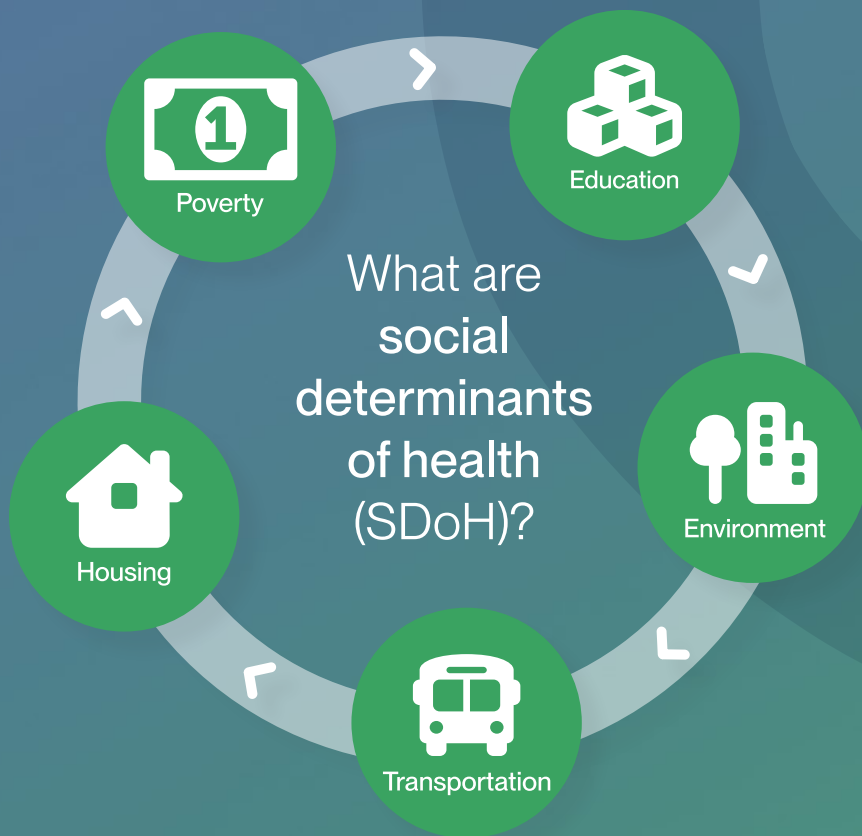 1
Poverty
Education
What are
social
determinants
of health
(SDoH)?
Environment
Housing
Transportation